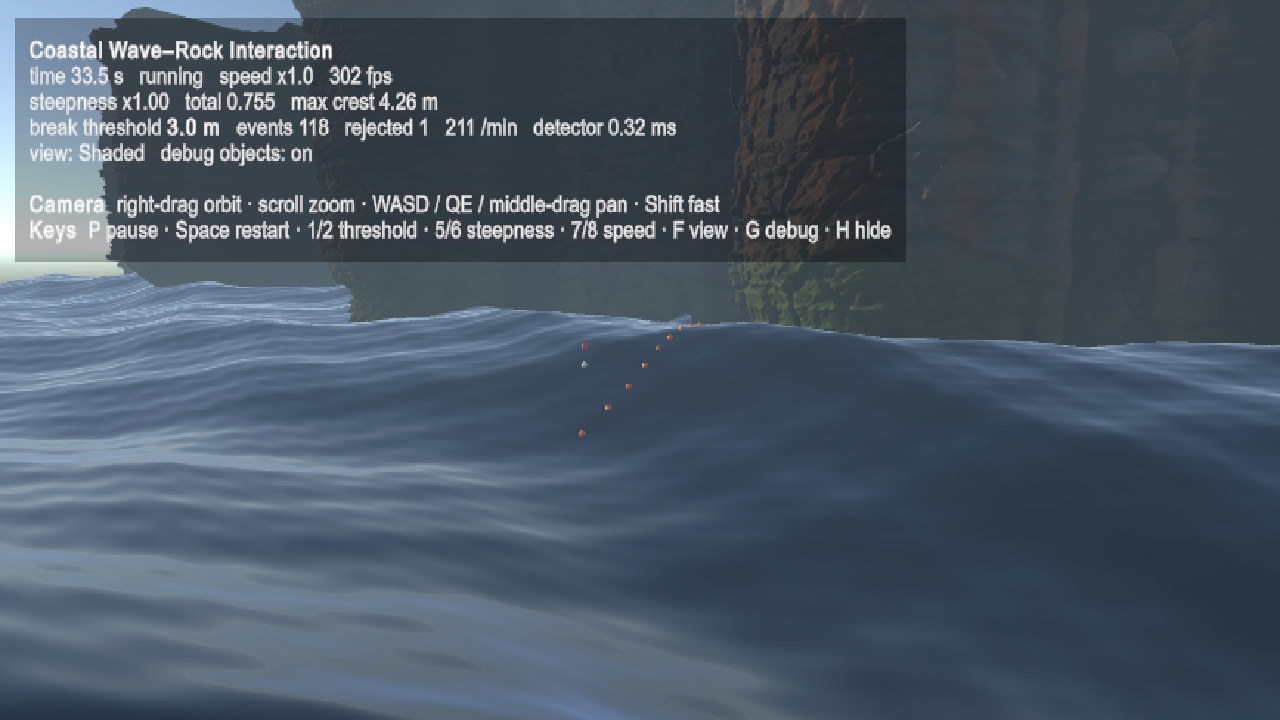 Coastal Wave–Rock Interaction
time 33.5 s running speed x1.0 302 fps
steepness x1.00 total 0.755 max crest 4.26 m
break threshold 3.0 m events 118 rejected 1 211 /min detector 0.32 ms
view: Shaded debug objects: on
Camera right-drag orbit · scroll zoom · WASD / QE / middle-drag pan · Shift fast
Keys P pause · Space restart · 1/2 threshold · 5/6 steepness · 7/8 speed · F view · G debug · H hide